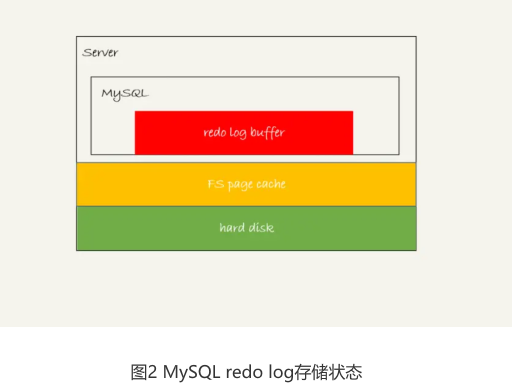 Server
MySQL
redo log buffer
FS page cache
hard disk
图2 MySQL redo log存储状态